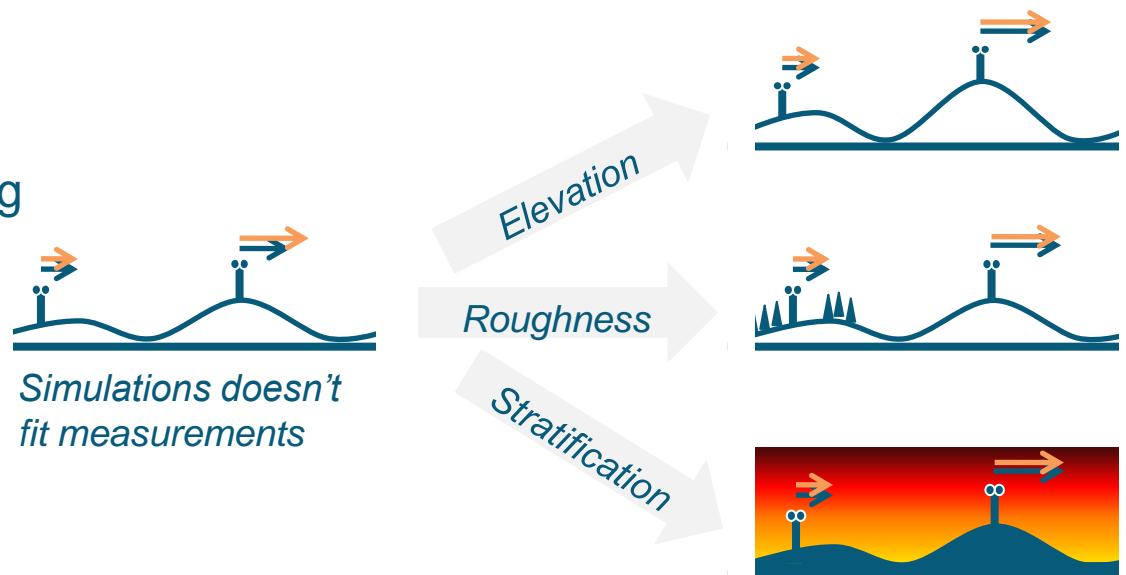 g
Simulations doesn't
fit measurements
Elevation
Roughness
Stratification